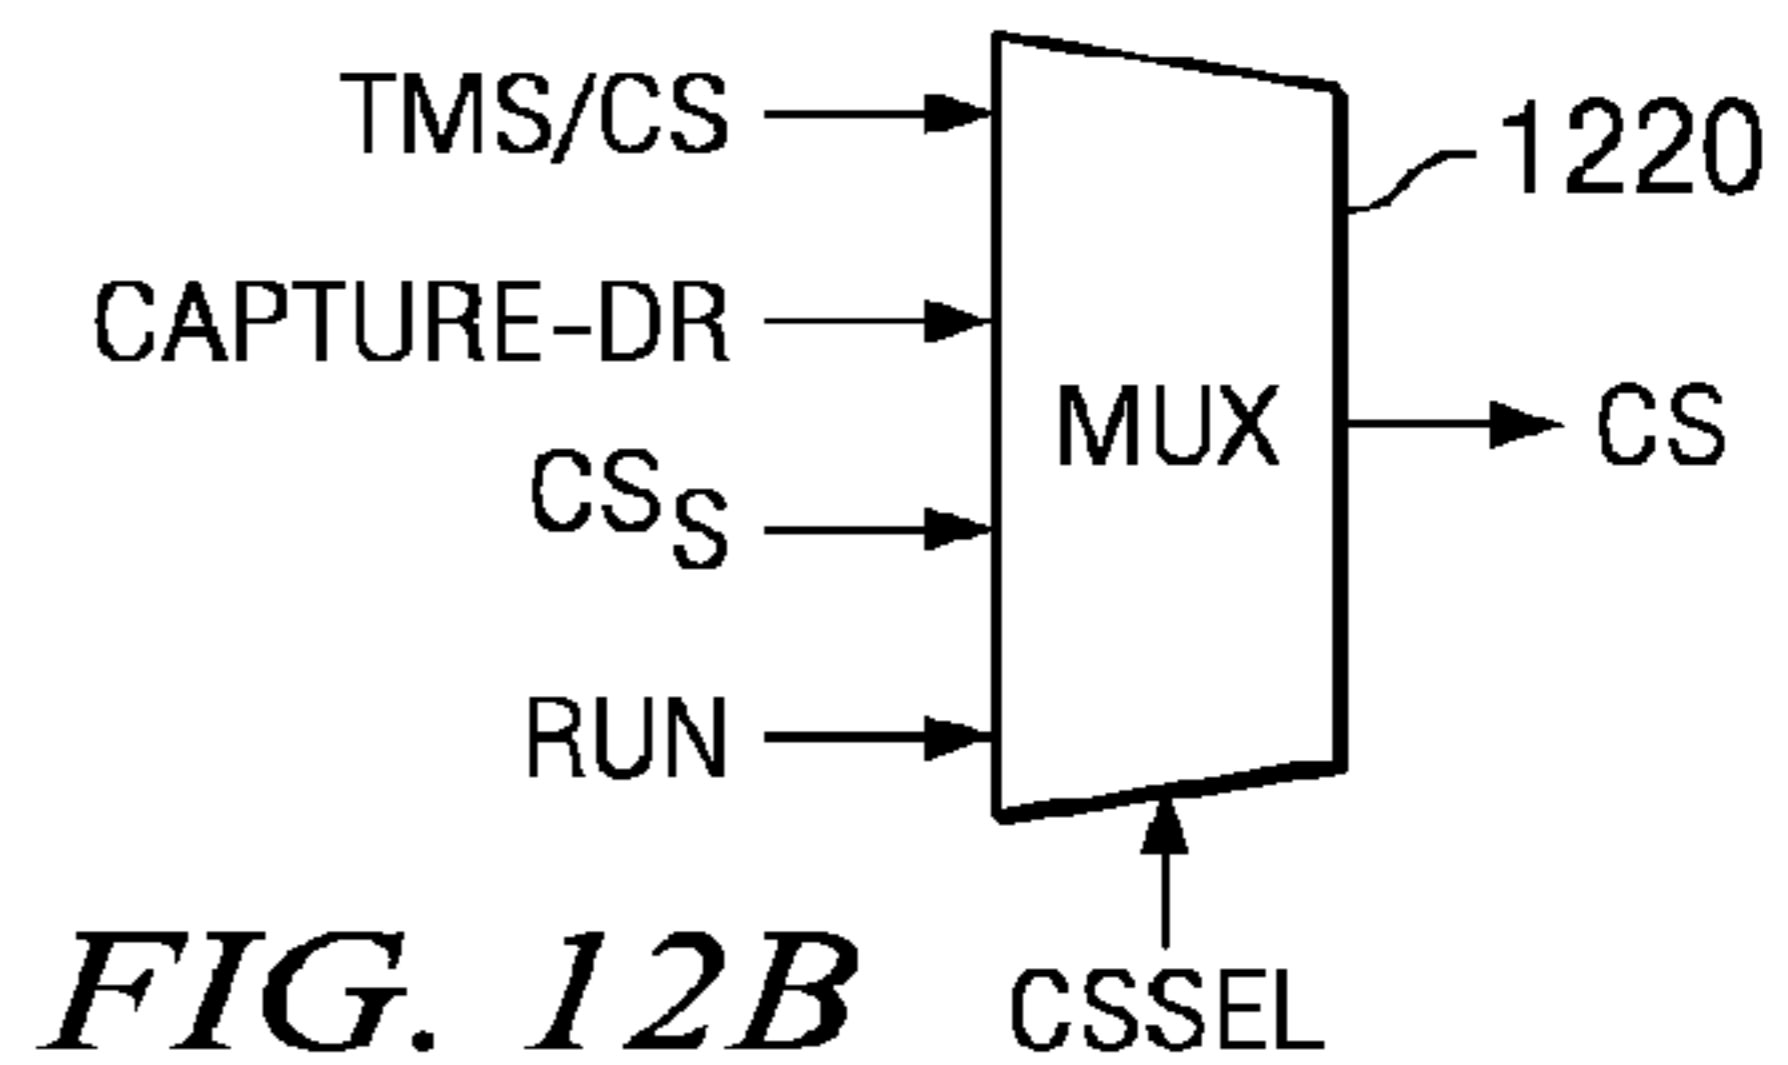 TMS/CS
1220
CAPTURE-DR
MUX
CS
CSS
RUN
CSSEL
FIG. 12B